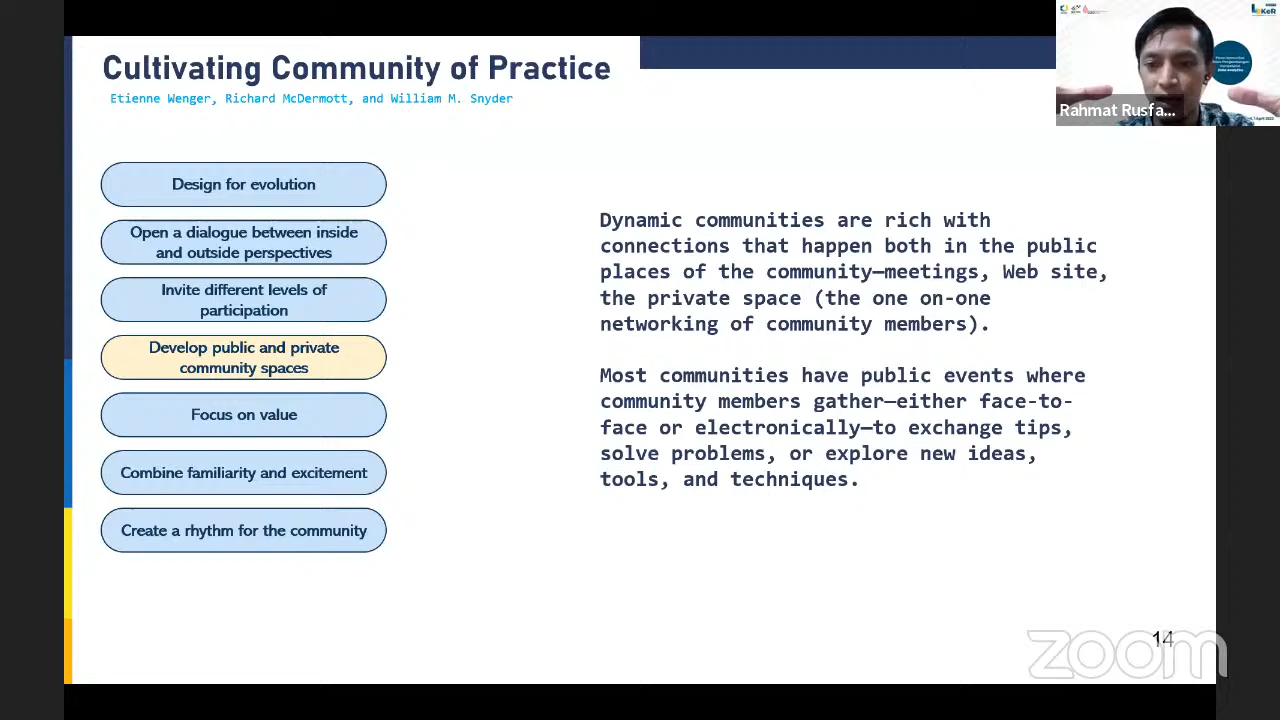 Cultivating Community of Practice
Etienne Wenger, Richard McDermott, and William M. Snyder
Design for evolution
Open a dialogue between inside
and outside perspectives
Invite different levels of
participation
Develop public and private
community spaces
Focus on value
Combine familiarity and excitement
Create a rhythm for the community
Dynamic communities are rich with
connections that happen both in the public
places of the community—meetings, Web site,
the private space (the one on-one
networking of community members).
Most communities have public events where
community members gather—either face-to-
face or electronically—to exchange tips,
solve problems, or explore new ideas,
tools, and techniques.
Rahmat Rusfa...
14
zoom